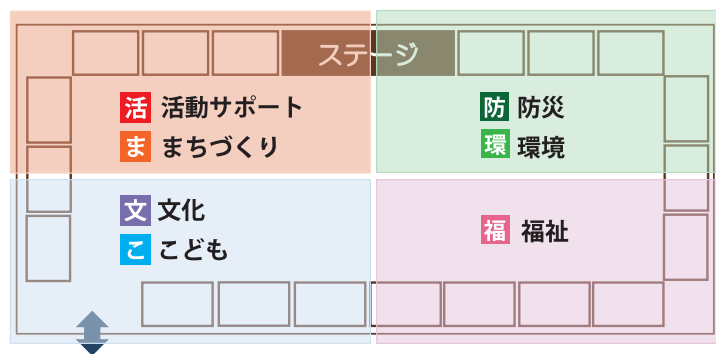 ステージ
活 活動サポート
ま まちづくり
防 防災
環 環境
文 文化
こ こども
福 福祉